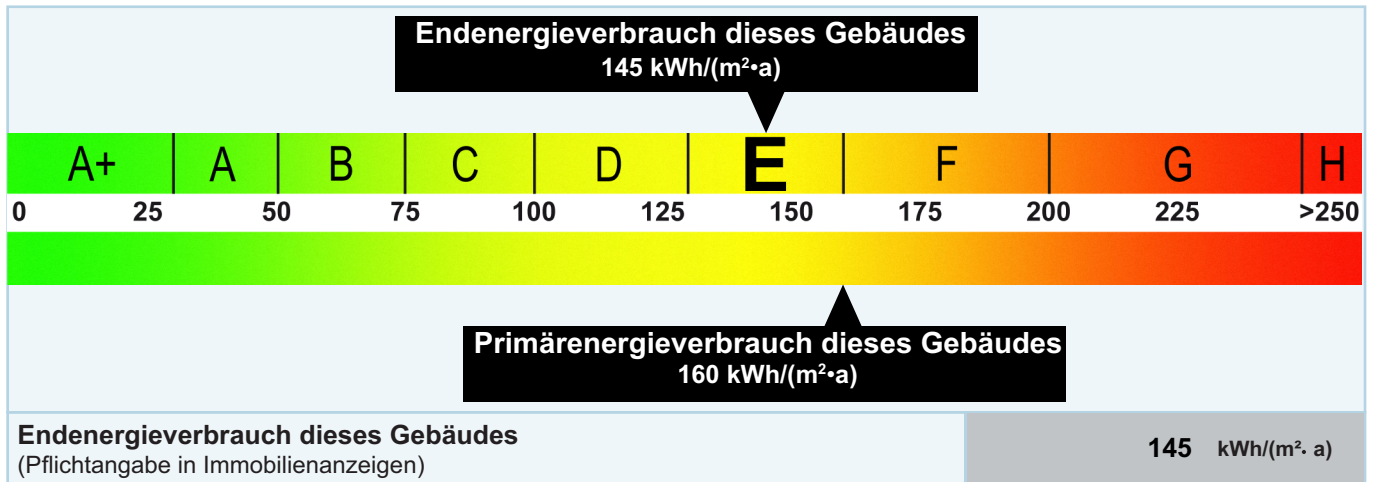 Endenergieverbrauch dieses Gebäudes
145 kWh/(m²•a)
A+ A B C D E F G H
0 25 50 75 100 125 150 175 200 225 >250
Primärenergieverbrauch dieses Gebäudes
160 kWh/(m²•a)
Endenergieverbrauch dieses Gebäudes
(Pflichtangabe in Immobilienanzeigen)
145 kWh/(m²· a)